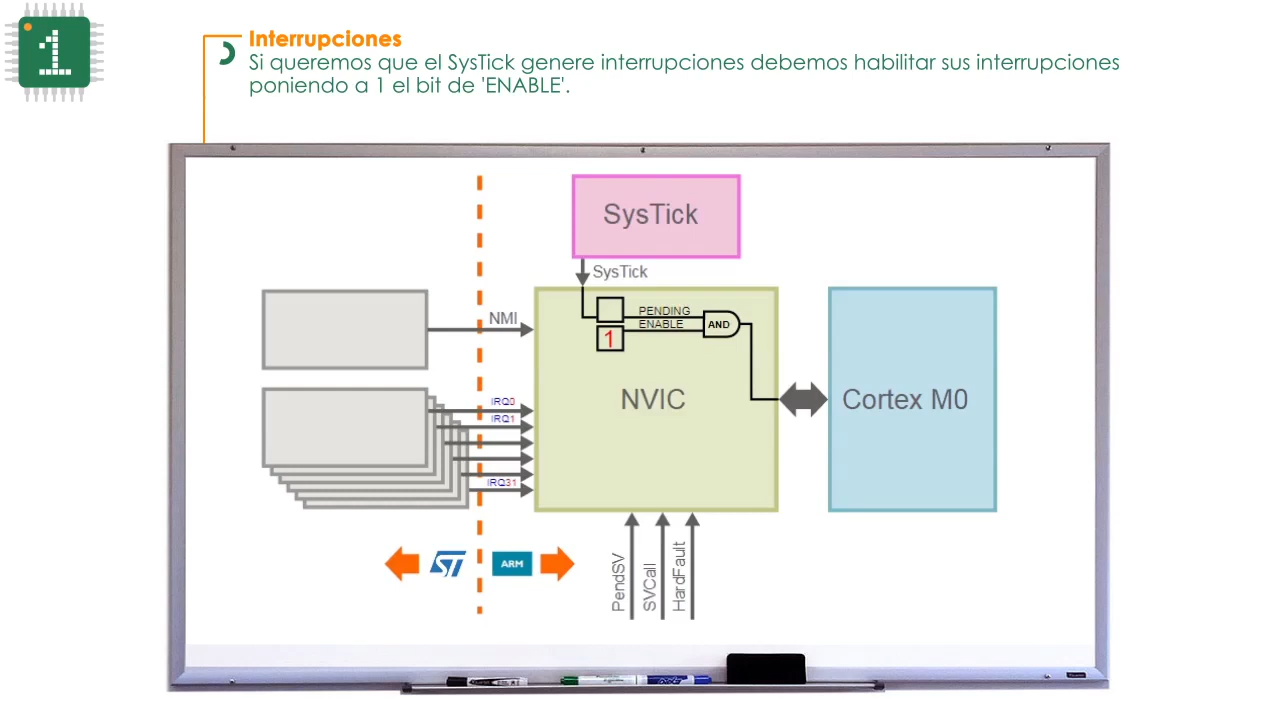 1
Interrupciones
Si queremos que el SysTick genere interrupciones debemos habilitar sus interrupciones
poniendo a 1 el bit de 'ENABLE'.
SysTick
SysTick
NMI
PENDING
ENABLE
AND
1
NVIC
Cortex M0
IRQ0
IRQ1
IRQ31
ST
ARM
PendSV
SVCall
HardFault